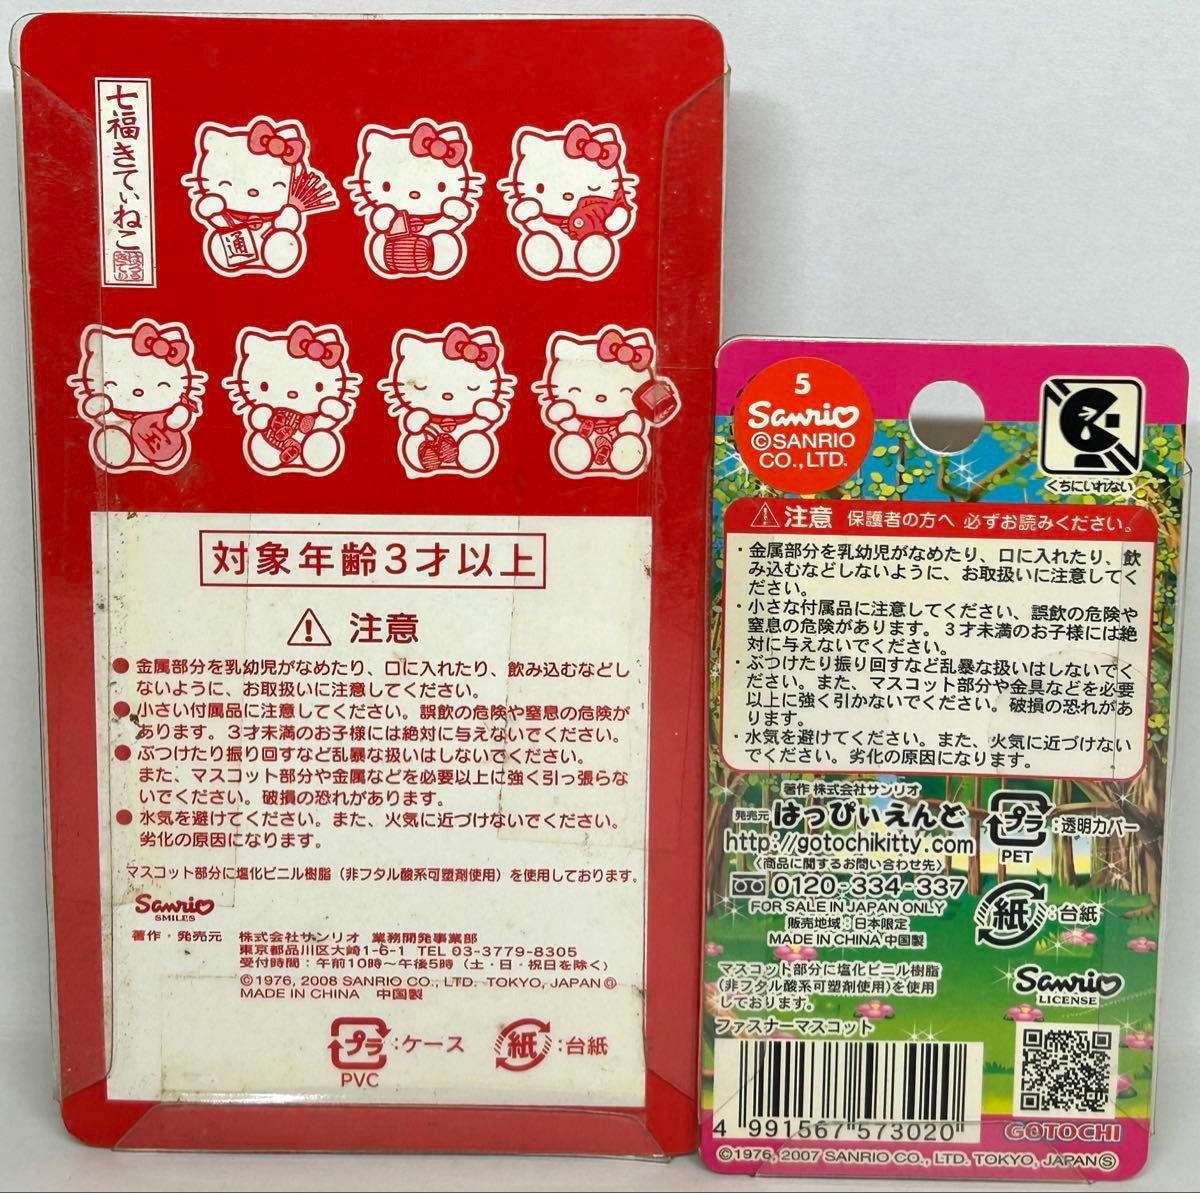 七福きてぃねこ
通
対象年齢3才以上
注意
● 金属部分を乳幼児がなめたり、口に入れたり、飲み込むなどし
ないように、お取扱いに注意してください。
● 小さい付属品に注意してください。誤飲の危険や窒息の危険が
あります。3才未満のお子様には絶対に与えないでください。
● ぶつけたり振り回すなど乱暴な扱いはしないでください。
また、マスコット部分や金属などを必要以上に強く引っ張らな
いでください。破損の恐れがあります。
● 水気を避けてください。また、火気に近づけないでください。
劣化の原因になります。
マスコット部分に塩化ビニル樹脂(非フタル酸系可塑剤使用)を使用しております。
Sanrio
SMILES
著作・発売元 株式会社サンリオ 業務開発事業部
東京都品川区大崎1-6-1 TEL 03-3779-8305
受付時間:午前10時〜午後5時(土・日・祝日を除く)
©1976, 2008 SANRIO CO., LTD. TOKYO, JAPAN Ⓖ
MADE IN CHINA 中国製
プラ:ケース
PVC
紙:台紙
5
Sanrio
©SANRIO
CO.,LTD.
くちにいれない
注意 保護者の方へ 必ずお読みください。
・金属部分を乳幼児がなめたり、口に入れたり、飲
み込むなどしないように、お取扱いに注意してく
ださい。
・小さな付属品に注意してください、誤飲の危険や
窒息の危険があります。3才未満のお子様には絶
対に与えないでください。
・ぶつけたり振り回すなど乱暴な扱いはしないでく
ださい。また、マスコット部分や金具などを必要
以上に強く引かないでください。破損の恐れがあ
ります。
・水気を避けてください。また、火気に近づけない
でください。劣化の原因になります。
著作 株式会社サンリオ
発売元 はっぴぃえんど
http://gotochikitty.com
〈商品に関するお問い合わせ先〉
0120-334-337
FOR SALE IN JAPAN ONLY
販売地域:日本限定
MADE IN CHINA 中国製
プラ:透明カバー
PET
紙:台紙
マスコット部分に塩化ビニル樹脂
(非フタル酸系可塑剤使用)を使用
しております。
ファスナーマスコット
Sanrio
LICENSE
4 991567 573020
GOTOCHI
©1976, 2007 SANRIO CO., LTD. TOKYO, JAPAN Ⓢ